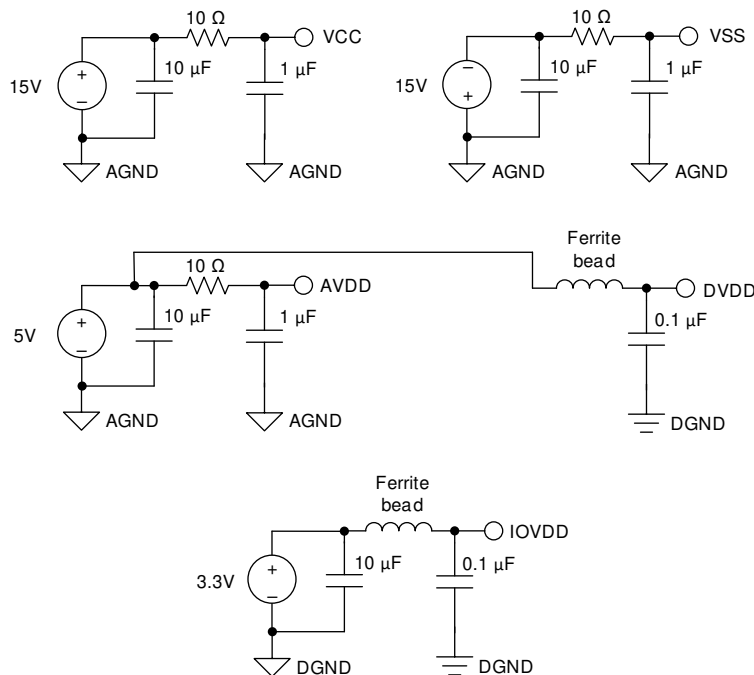 10 Ω
VCC
10 µF
1 µF
15V
+
−
AGND
AGND
10 Ω
VSS
10 µF
1 µF
15V
−
+
AGND
AGND
Ferrite
bead
10 Ω
AVDD
DVDD
10 µF
1 µF
0.1 µF
5V
+
−
AGND
AGND
DGND
Ferrite
bead
IOVDD
10 µF
0.1 µF
3.3V
+
−
DGND
DGND